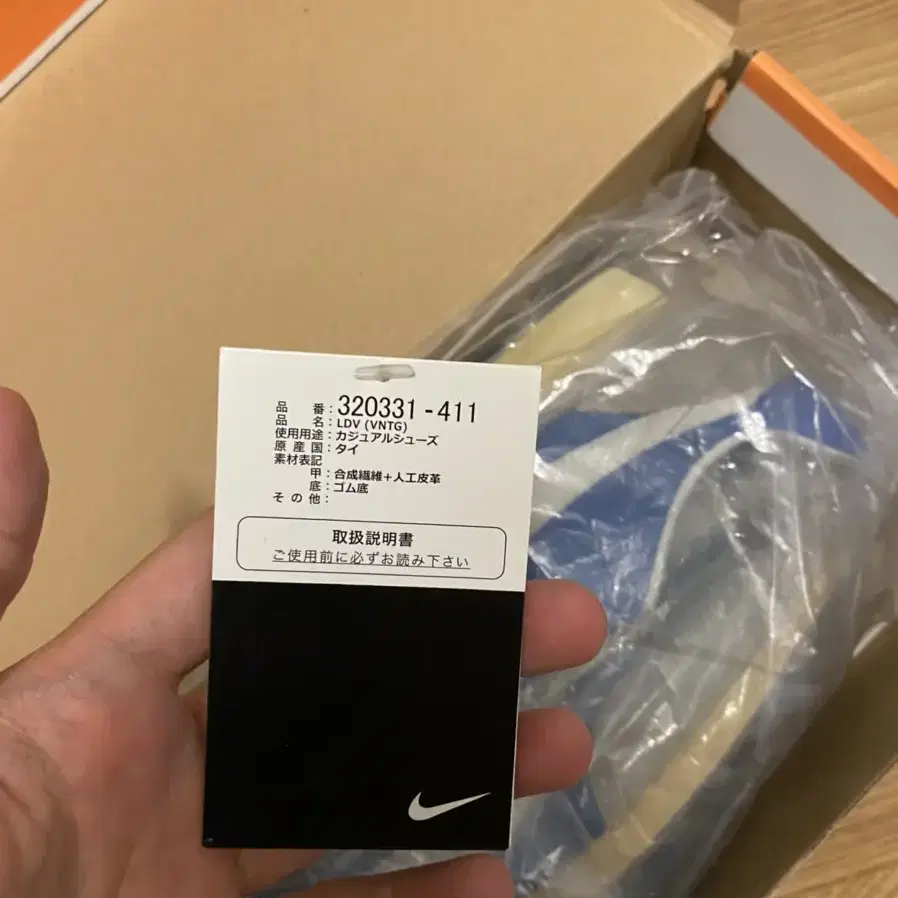 品 番：320331-411
品 名：LDV (VNTG)
使用用途：カジュアルシューズ
原 産 国：タイ
素材表記
甲：合成繊維+人工皮革
底：ゴム底
そ の 他：
取扱説明書
ご使用前に必ずお読み下さい